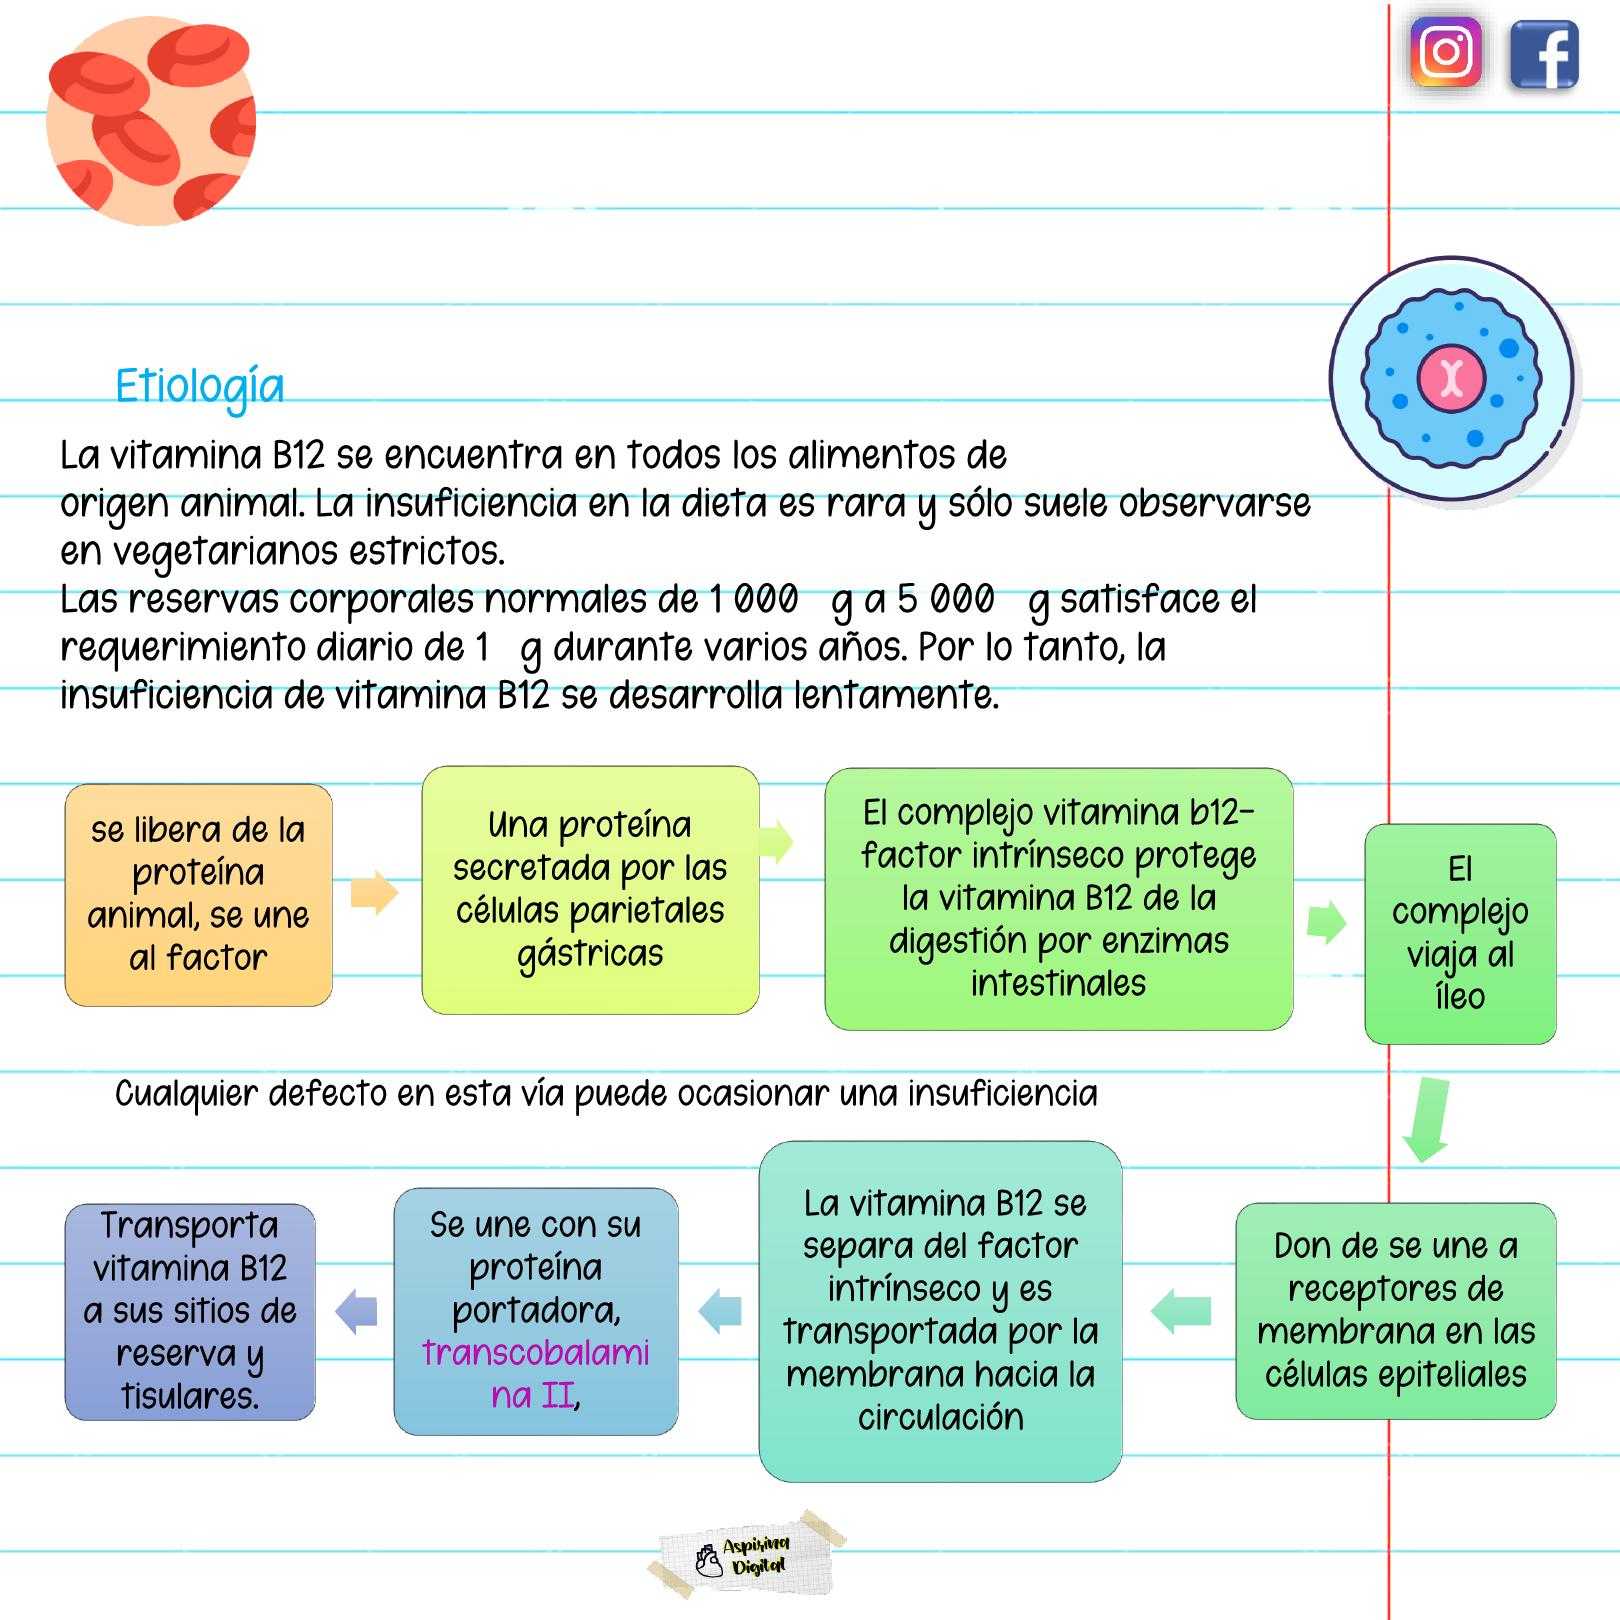 Etiología
La vitamina B12 se encuentra en todos los alimentos de
origen animal. La insuficiencia en la dieta es rara y sólo suele observarse
en vegetarianos estrictos.
Las reservas corporales normales de 1 000 g a 5 000 g satisface el
requerimiento diario de 1 g durante varios años. Por lo tanto, la
insuficiencia de vitamina B12 se desarrolla lentamente.
se libera de la
proteína
animal, se une
al factor
Una proteína
secretada por las
células parietales
gástricas
El complejo vitamina b12-
factor intrínseco protege
la vitamina B12 de la
digestión por enzimas
intestinales
El
complejo
viaja al
íleo
Cualquier defecto en esta vía puede ocasionar una insuficiencia
Don de se une a
receptores de
membrana en las
células epiteliales
La vitamina B12 se
separa del factor
intrínseco y es
transportada por la
membrana hacia la
circulación
Se une con su
proteína
portadora,
transcobalami
na II,
Transporta
vitamina B12
a sus sitios de
reserva y
tisulares.
Aspirina
Digital